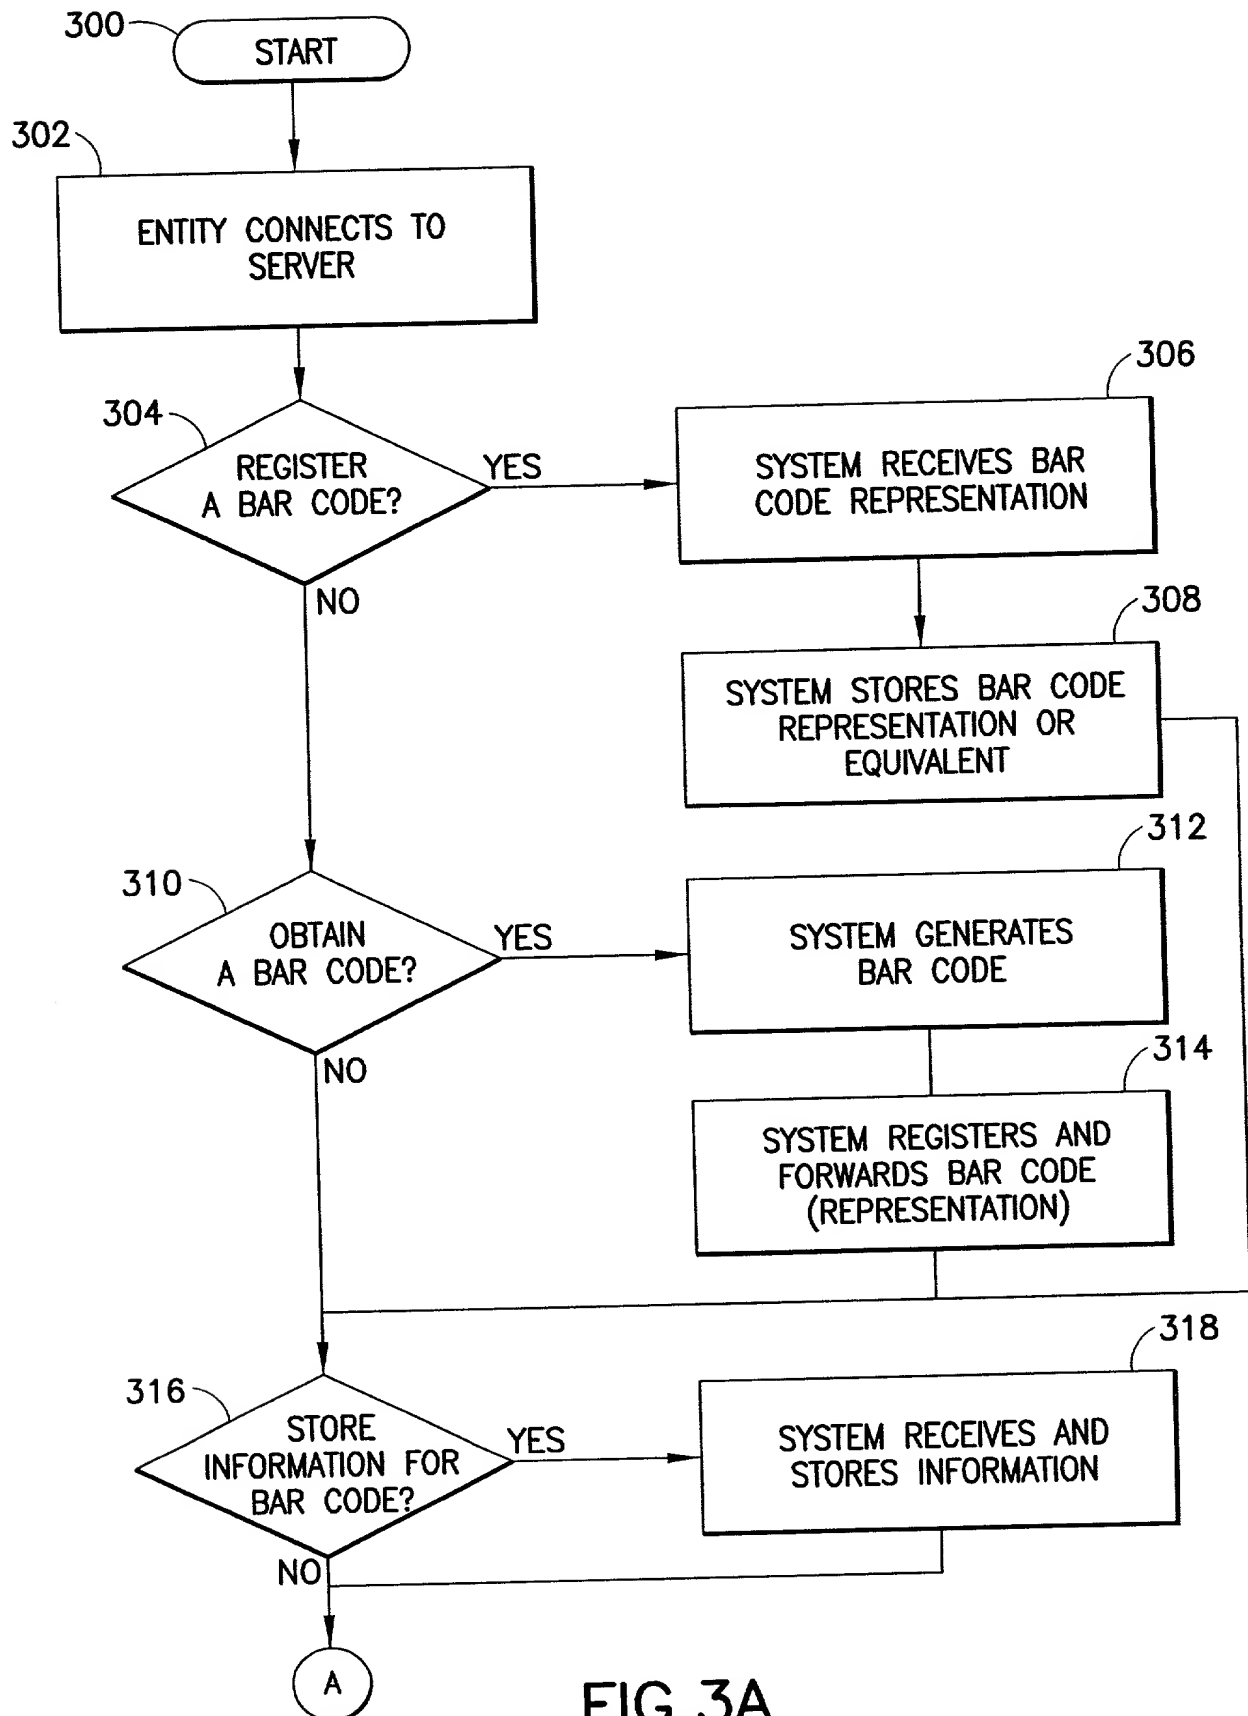 300
START
302
ENTITY CONNECTS TO
SERVER
304
REGISTER
A BAR CODE?
YES
NO
306
SYSTEM RECEIVES BAR
CODE REPRESENTATION
308
SYSTEM STORES BAR CODE
REPRESENTATION OR
EQUIVALENT
310
OBTAIN
A BAR CODE?
YES
NO
312
SYSTEM GENERATES
BAR CODE
314
SYSTEM REGISTERS AND
FORWARDS BAR CODE
(REPRESENTATION)
316
STORE
INFORMATION FOR
BAR CODE?
YES
NO
318
SYSTEM RECEIVES AND
STORES INFORMATION
A
FIG.3A